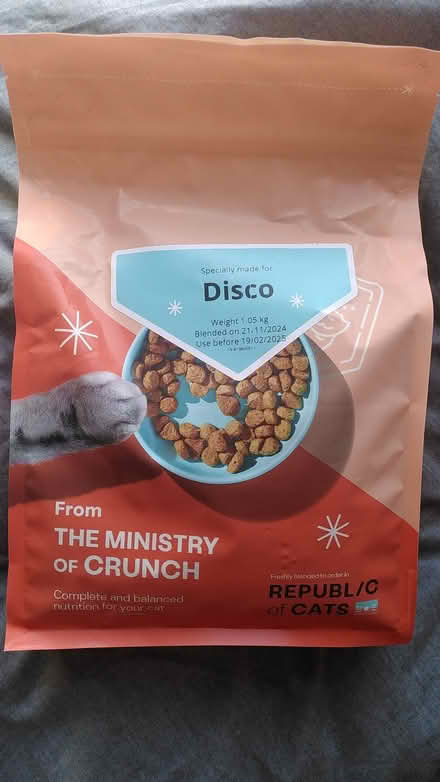 Specially made for
Disco
Weight 1.05 kg
Blended on 21/11/2024
Use before 19/02/2025
From
THE MINISTRY
OF CRUNCH
Complete and balanced
nutrition for your cat
Freshly blended to order in
REPUBL/C
of CATS